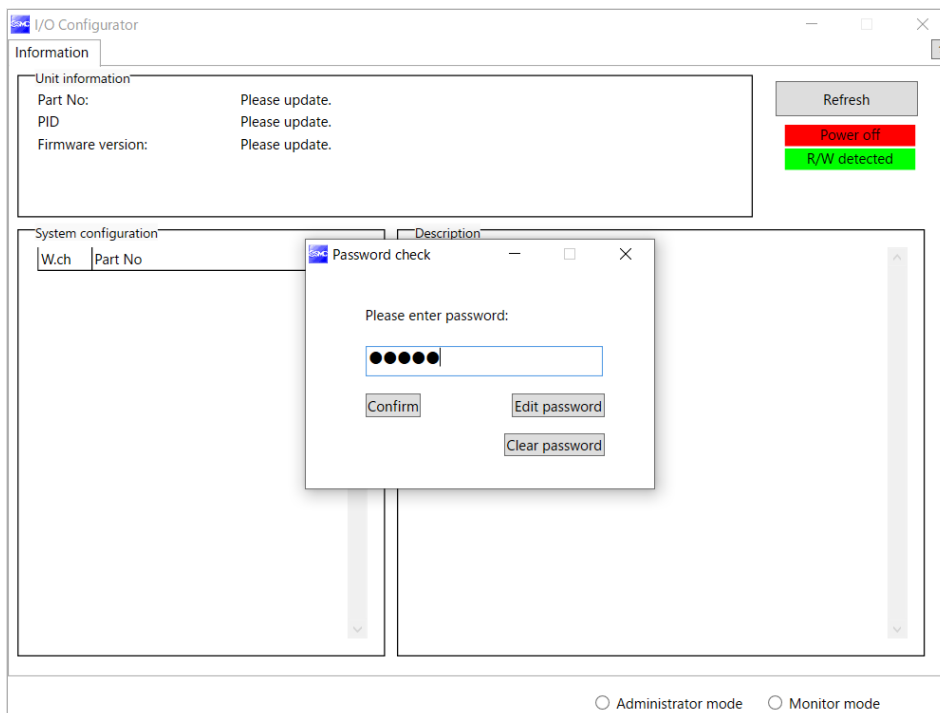 SMC I/O Configurator
Information
Unit information
Part No: Please update.
PID Please update.
Firmware version: Please update.
Refresh
Power off
R/W detected
System configuration
W.ch Part No
Description
SMC Password check
Please enter password:
●●●●●
Confirm
Edit password
Clear password
Administrator mode
Monitor mode